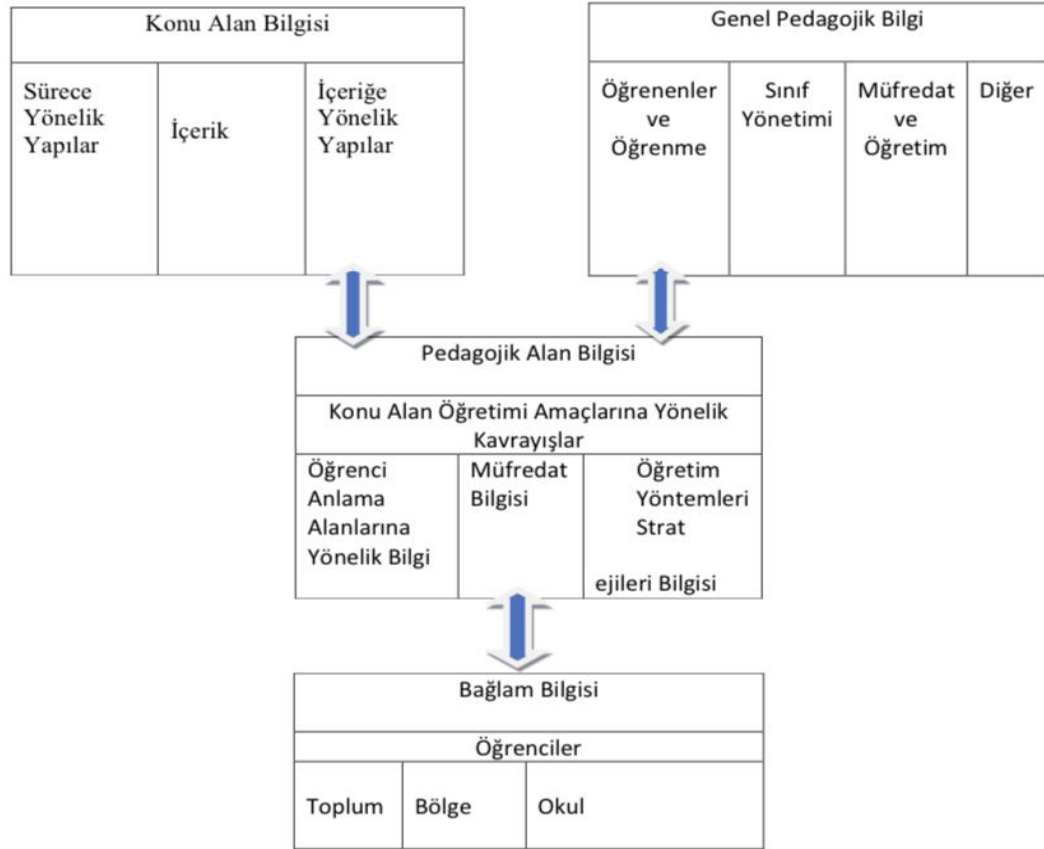 Konu Alan Bilgisi
Sürece
Yönelik
Yapılar
İçerik
İçeriğe
Yönelik
Yapılar
Genel Pedagojik Bilgi
Öğrenenler
ve
Öğrenme
Sınıf
Yönetimi
Müfredat
ve
Öğretim
Diğer
Pedagojik Alan Bilgisi
Konu Alan Öğretimi Amaçlarına Yönelik
Kavrayışlar
Öğrenci
Anlama
Alanlarına
Yönelik Bilgi
Müfredat
Bilgisi
Öğretim
Yöntemleri
Strat
ejileri Bilgisi
Bağlam Bilgisi
Öğrenciler
Toplum
Bölge
Okul